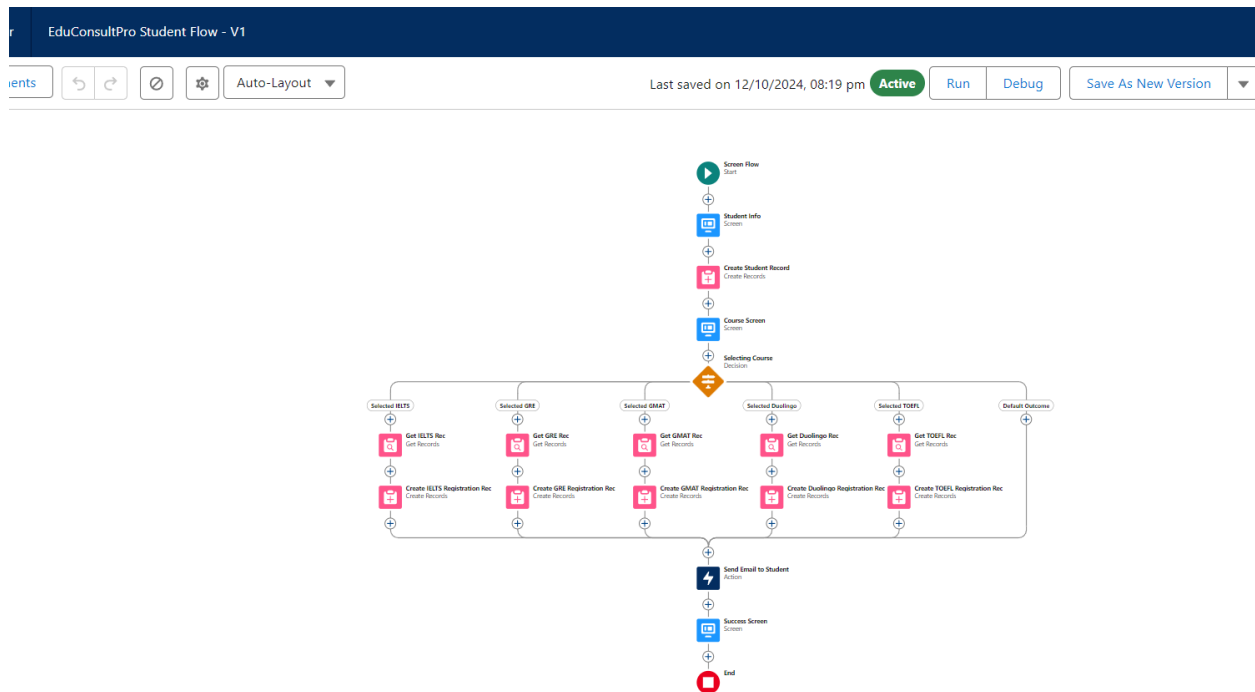 r EduConsultPro Student Flow - V1
ents Auto-Layout Last saved on 12/10/2024, 08:19 pm Active Run Debug Save As New Version
Screen Flow
Start
Student Info
Screen
Create Student Record
Create Records
Course Screen
Screen
Selecting Course
Decision
Selected IELTS Selected GRE Selected GMAT Selected Duolingo Selected TOEFL Default Outcome
Get IELTS Rec Get GRE Rec Get GMAT Rec Get Duolingo Rec Get TOEFL Rec
Get Records Get Records Get Records Get Records Get Records
Create IELTS Registration Rec Create GRE Registration Rec Create GMAT Registration Rec Create Duolingo Registration Rec Create TOEFL Registration Rec
Create Records Create Records Create Records Create Records Create Records
Send Email to Student
Action
Success Screen
Screen
End